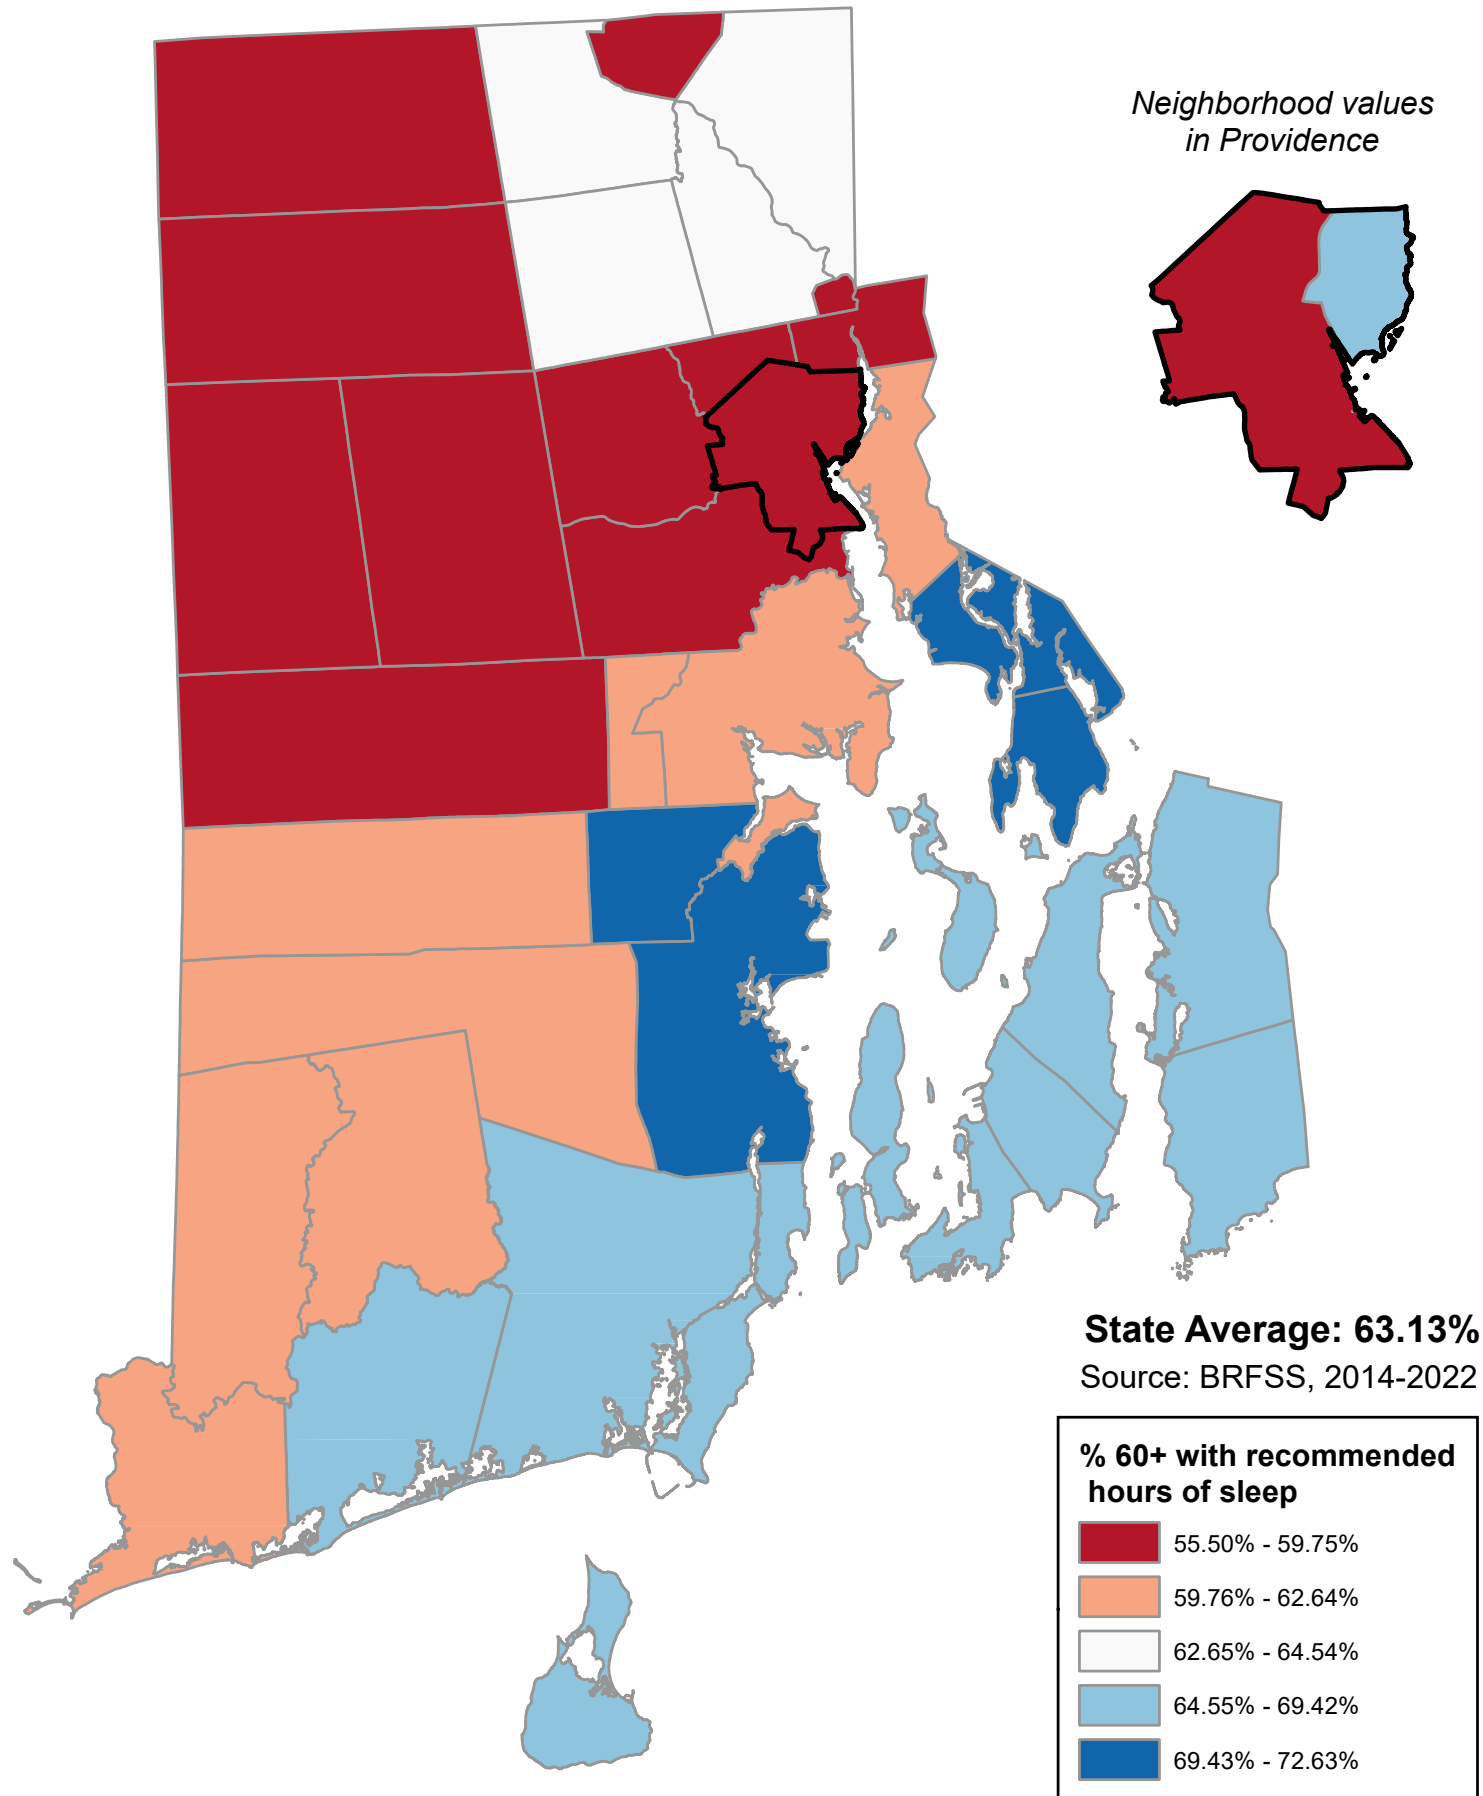 Neighborhood values
in Providence
State Average: 63.13%
Source: BRFSS, 2014-2022
% 60+ with recommended
hours of sleep
55.50% - 59.75%
59.76% - 62.64%
62.65% - 64.54%
64.55% - 69.42%
69.43% - 72.63%